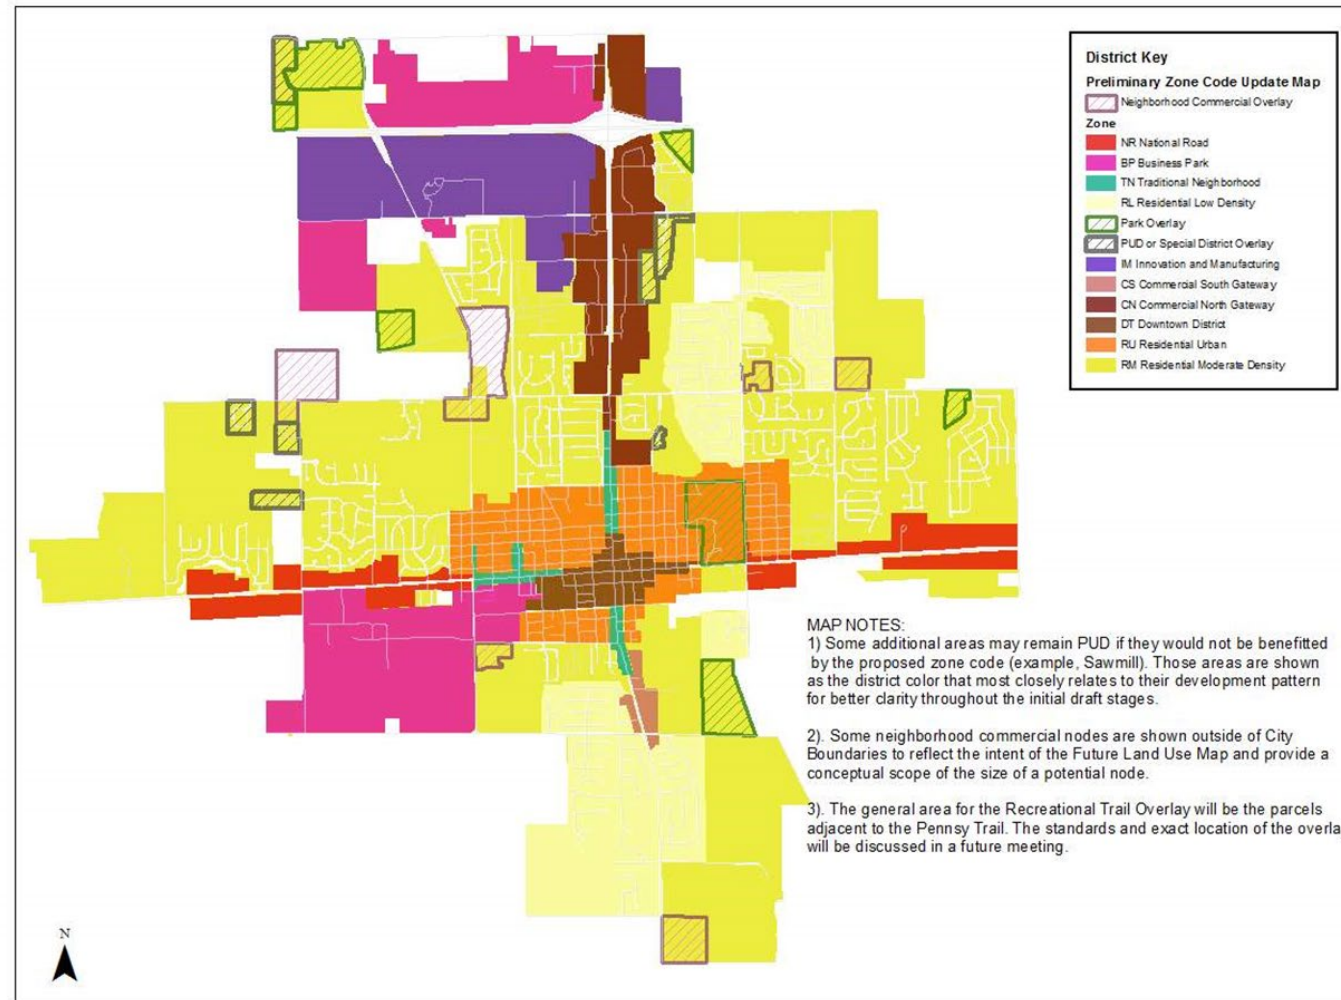 District Key
Preliminary Zone Code Update Map
Neighborhood Commercial Overlay
Zone
NR National Road
BP Business Park
TN Traditional Neighborhood
RL Residential Low Density
Park Overlay
PUD or Special District Overlay
IM Innovation and Manufacturing
CS Commercial South Gateway
CN Commercial North Gateway
DT Downtown District
RU Residential Urban
RM Residential Moderate Density
MAP NOTES:
1) Some additional areas may remain PUD if they would not be benefitted
by the proposed zone code (example, Sawmill). Those areas are shown
as the district color that most closely relates to their development pattern
for better clarity throughout the initial draft stages.
2). Some neighborhood commercial nodes are shown outside of City
Boundaries to reflect the intent of the Future Land Use Map and provide a
conceptual scope of the size of a potential node.
3). The general area for the Recreational Trail Overlay will be the parcels
adjacent to the Pennsy Trail. The standards and exact location of the overla
will be discussed in a future meeting.
N